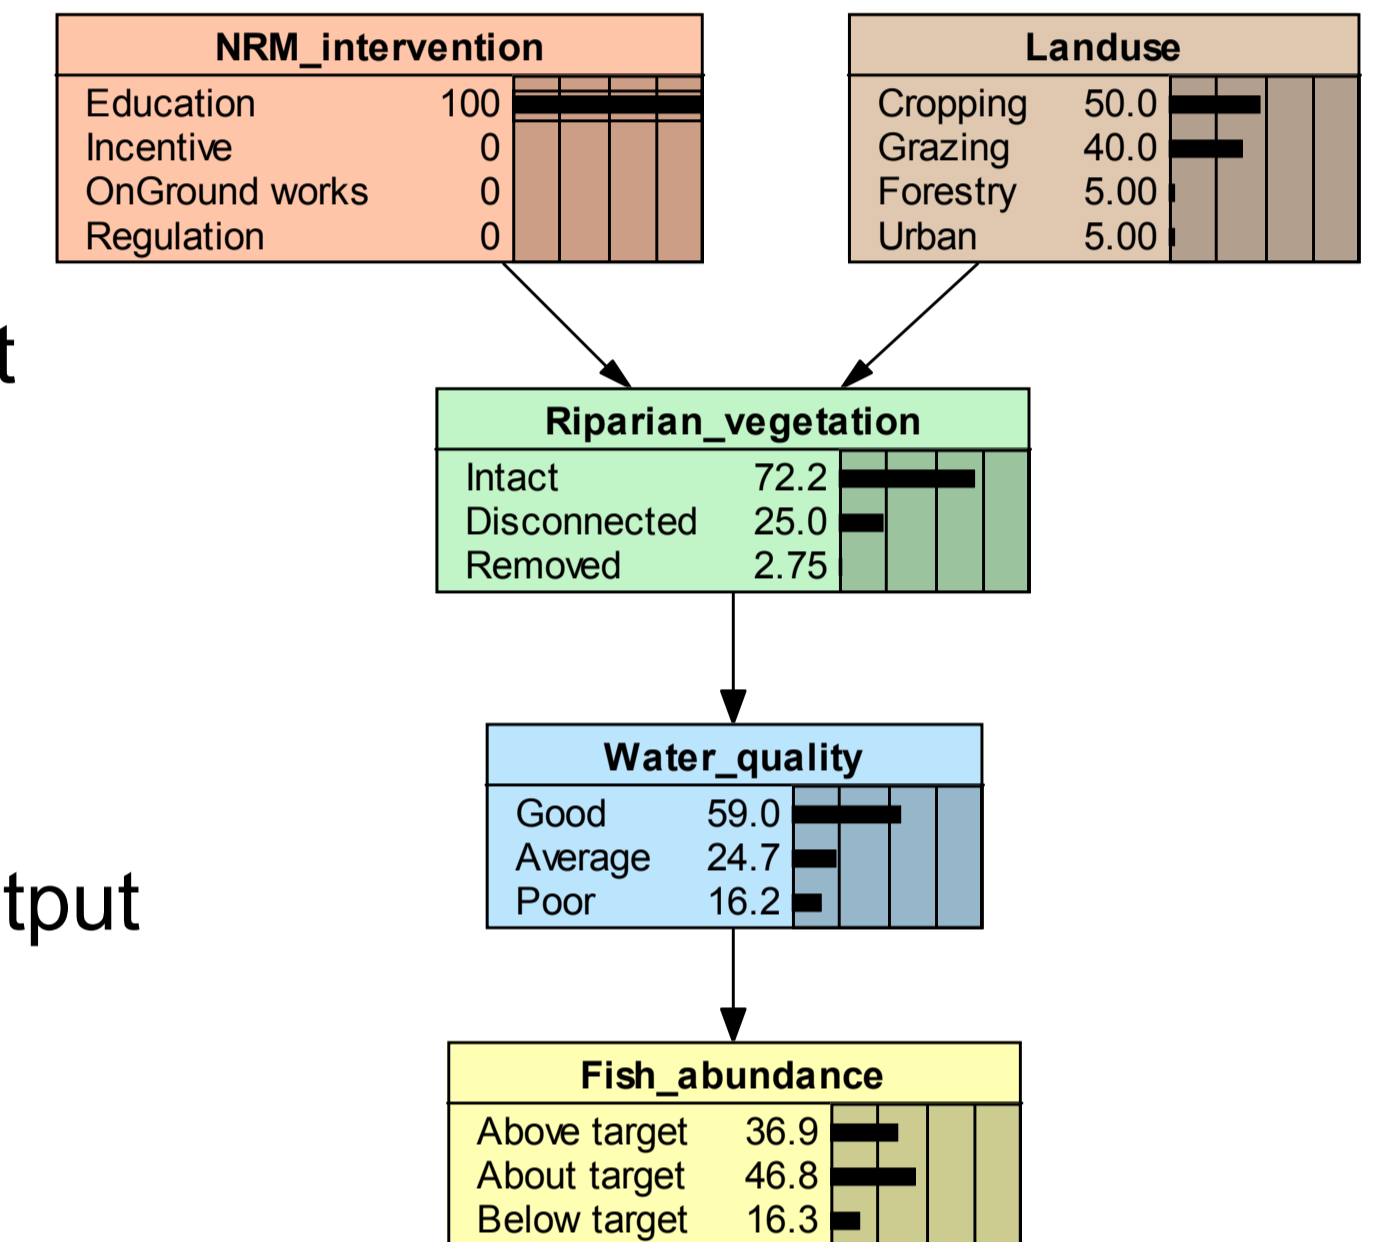 NRM_intervention
Education 100
Incentive 0
OnGround works 0
Regulation 0
Landuse
Cropping 50.0
Grazing 40.0
Forestry 5.00
Urban 5.00
t
Riparian_vegetation
Intact 72.2
Disconnected 25.0
Removed 2.75
Water_quality
Good 59.0
Average 24.7
Poor 16.2
tput
Fish_abundance
Above target 36.9
About target 46.8
Below target 16.3